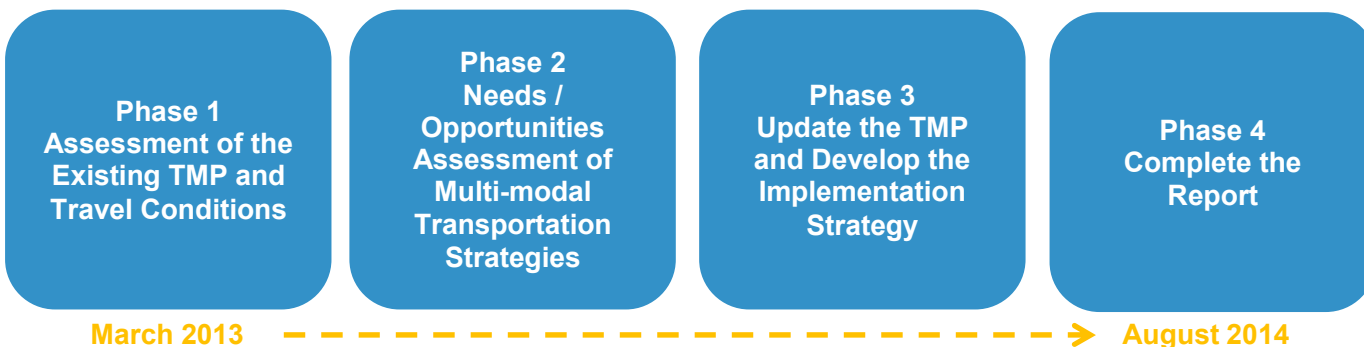 Phase 1
Assessment of the
Existing TMP and
Travel Conditions
Phase 2
Needs /
Opportunities
Assessment of
Multi-modal
Transportation
Strategies
Phase 3
Update the TMP
and Develop the
Implementation
Strategy
Phase 4
Complete the
Report
March 2013
August 2014